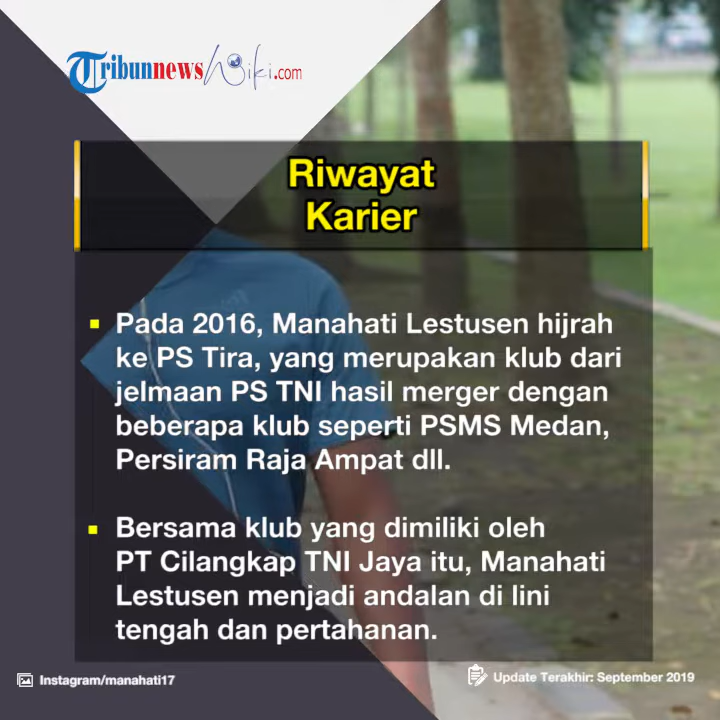 Tribunnews Wiki.com
Riwayat
Karier
Pada 2016, Manahati Lestusen hijrah
ke PS Tira, yang merupakan klub dari
jelmaan PS TNI hasil merger dengan
beberapa klub seperti PSMS Medan,
Persiram Raja Ampat dll.
Bersama klub yang dimiliki oleh
PT Cilangkap TNI Jaya itu, Manahati
Lestusen menjadi andalan di lini
tengah dan pertahanan.
Instagram/manahati17
Update Terakhir: September 2019